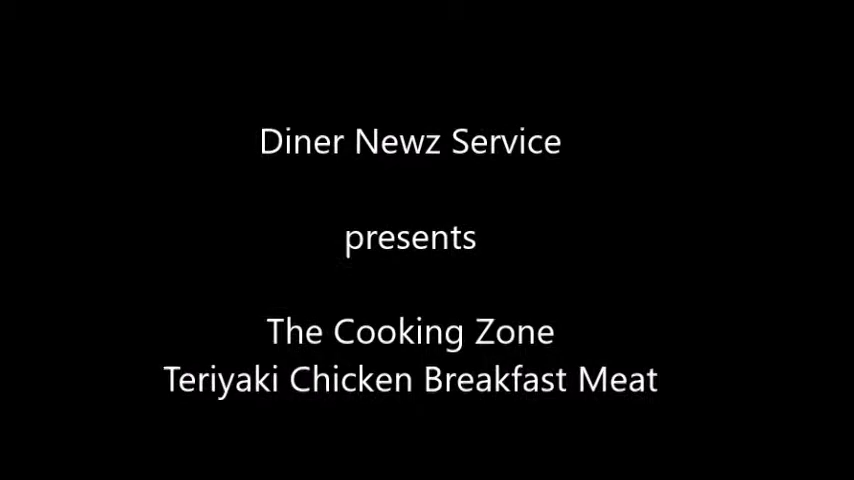 Diner Newz Service
presents
The Cooking Zone
Teriyaki Chicken Breakfast Meat